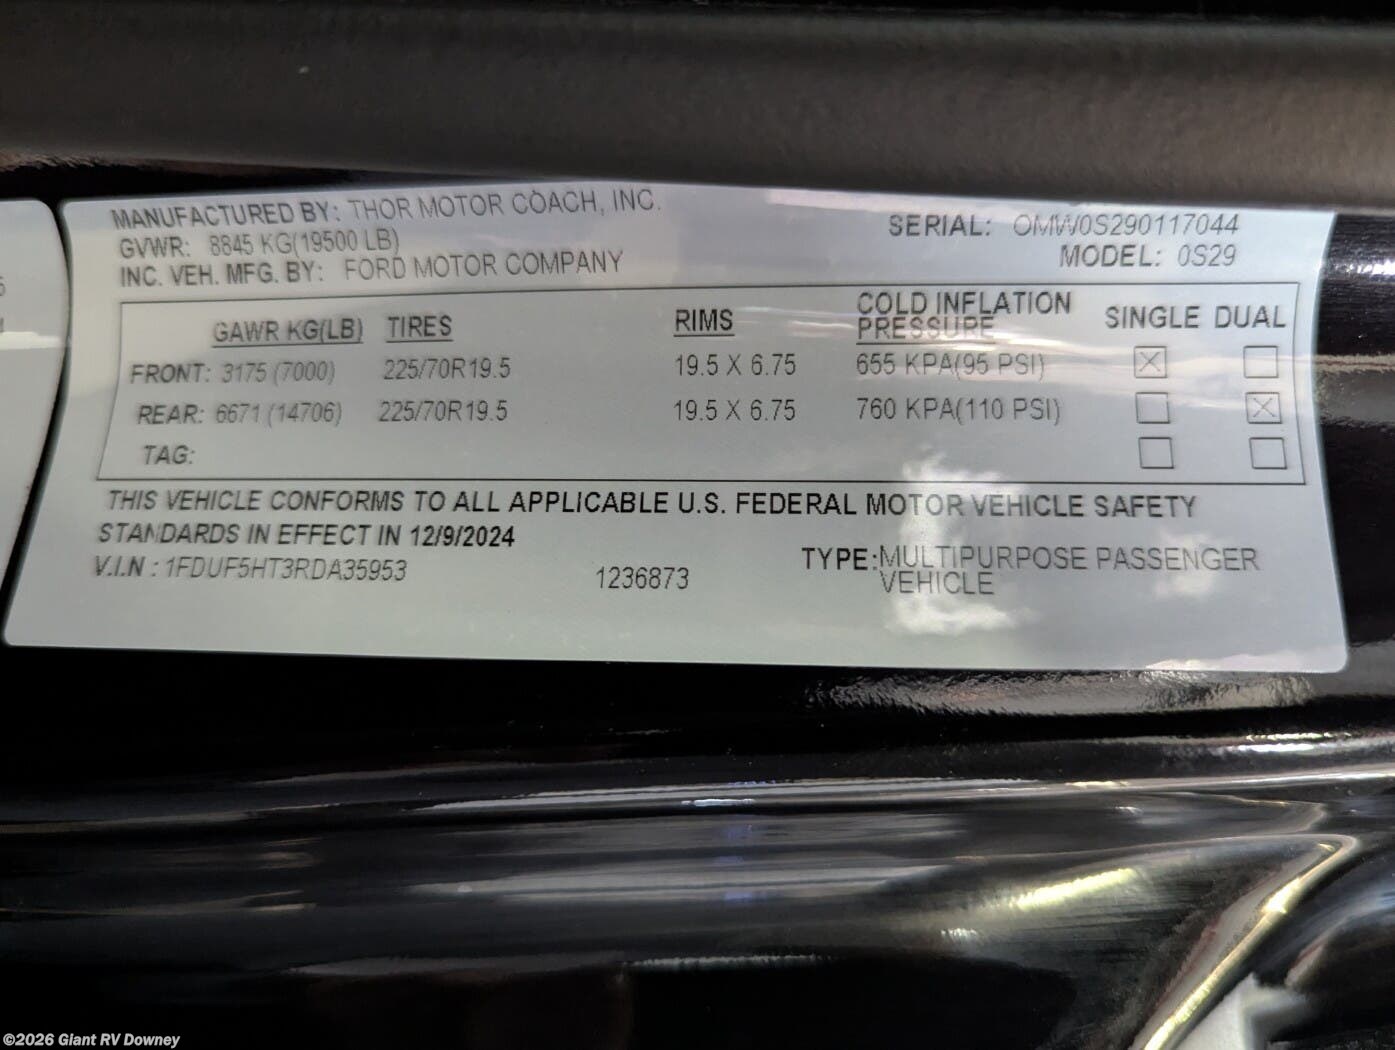 MANUFACTURED BY: THOR MOTOR COACH, INC.
SERIAL: OMW0S290117044
GVWR: 8845 KG(19500 LB)
MODEL: 0S29
INC. VEH. MFG. BY: FORD MOTOR COMPANY
GAWR KG(LB) TIRES RIMS COLD INFLATION PRESSURE SINGLE DUAL
FRONT: 3175 (7000) 225/70R19.5 19.5 X 6.75 655 KPA(95 PSI) ☒ ☐
REAR: 6671 (14706) 225/70R19.5 19.5 X 6.75 760 KPA(110 PSI) ☐ ☒
TAG: ☐ ☐
THIS VEHICLE CONFORMS TO ALL APPLICABLE U.S. FEDERAL MOTOR VEHICLE SAFETY
STANDARDS IN EFFECT IN 12/9/2024
V.I.N : 1FDUF5HT3RDA35953 1236873 TYPE: MULTIPURPOSE PASSENGER
VEHICLE
©2026 Giant RV Downey